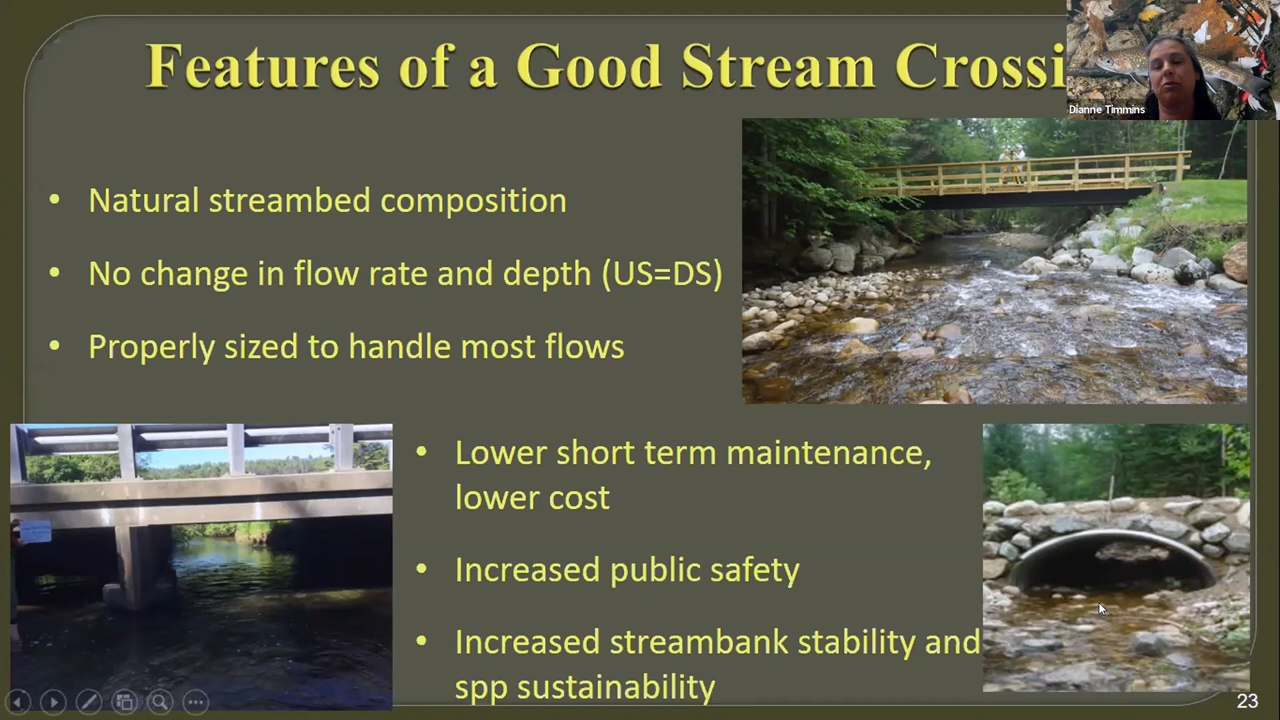 Features of a Good Stream Crossi
Dianne Timmins
• Natural streambed composition
• No change in flow rate and depth (US=DS)
• Properly sized to handle most flows
• Lower short term maintenance,
lower cost
• Increased public safety
• Increased streambank stability and
spp sustainability
23